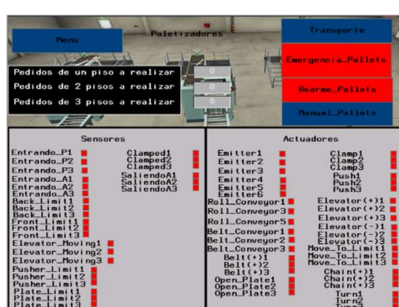 Menu
Paletizadores
Transporte
Emergencia_Pallets
Rearme_Pallets
Manual_Pallets
Pedidos de un piso a realizar
Pedidos de 2 pisos a realizar
Pedidos de 3 pisos a realizar
Sensores
Entrando_P1
Entrando_P2
Entrando_P3
Entrando_A1
Entrando_A2
Entrando_A3
Back_Limit1
Back_Limit2
Back_Limit3
Front_Limit1
Front_Limit2
Front_Limit3
Elevator_Moving1
Elevator_Moving2
Elevator_Moving3
Pusher_Limit1
Pusher_Limit2
Pusher_Limit3
Plate_Limit1
Plate_Limit2
Plate_Limit3
Clamped1
Clamped2
Clamped3
SaliendoA1
SaliendoA2
SaliendoA3
Actuadores
Emitter1
Emitter2
Emitter3
Emitter4
Emitter5
Emitter6
Roll_Conveyor1
Roll_Conveyor3
Roll_Conveyor5
Belt_Conveyor1
Belt_Conveyor2
Belt_Conveyor3
Belt(+)1
Belt(+)2
Belt(+)3
Open_Plate1
Open_Plate2
Clamp1
Clamp2
Clamp3
Push1
Push2
Push3
Elevator(+)1
Elevator(+)2
Elevator(+)3
Elevator(-)1
Elevator(-)2
Elevator(-)3
Move_To_Limit1
Move_To_Limit2
Move_To_Limit3
Chain(+)1
Chain(+)2
Chain(+)3
Turn1
Turn2